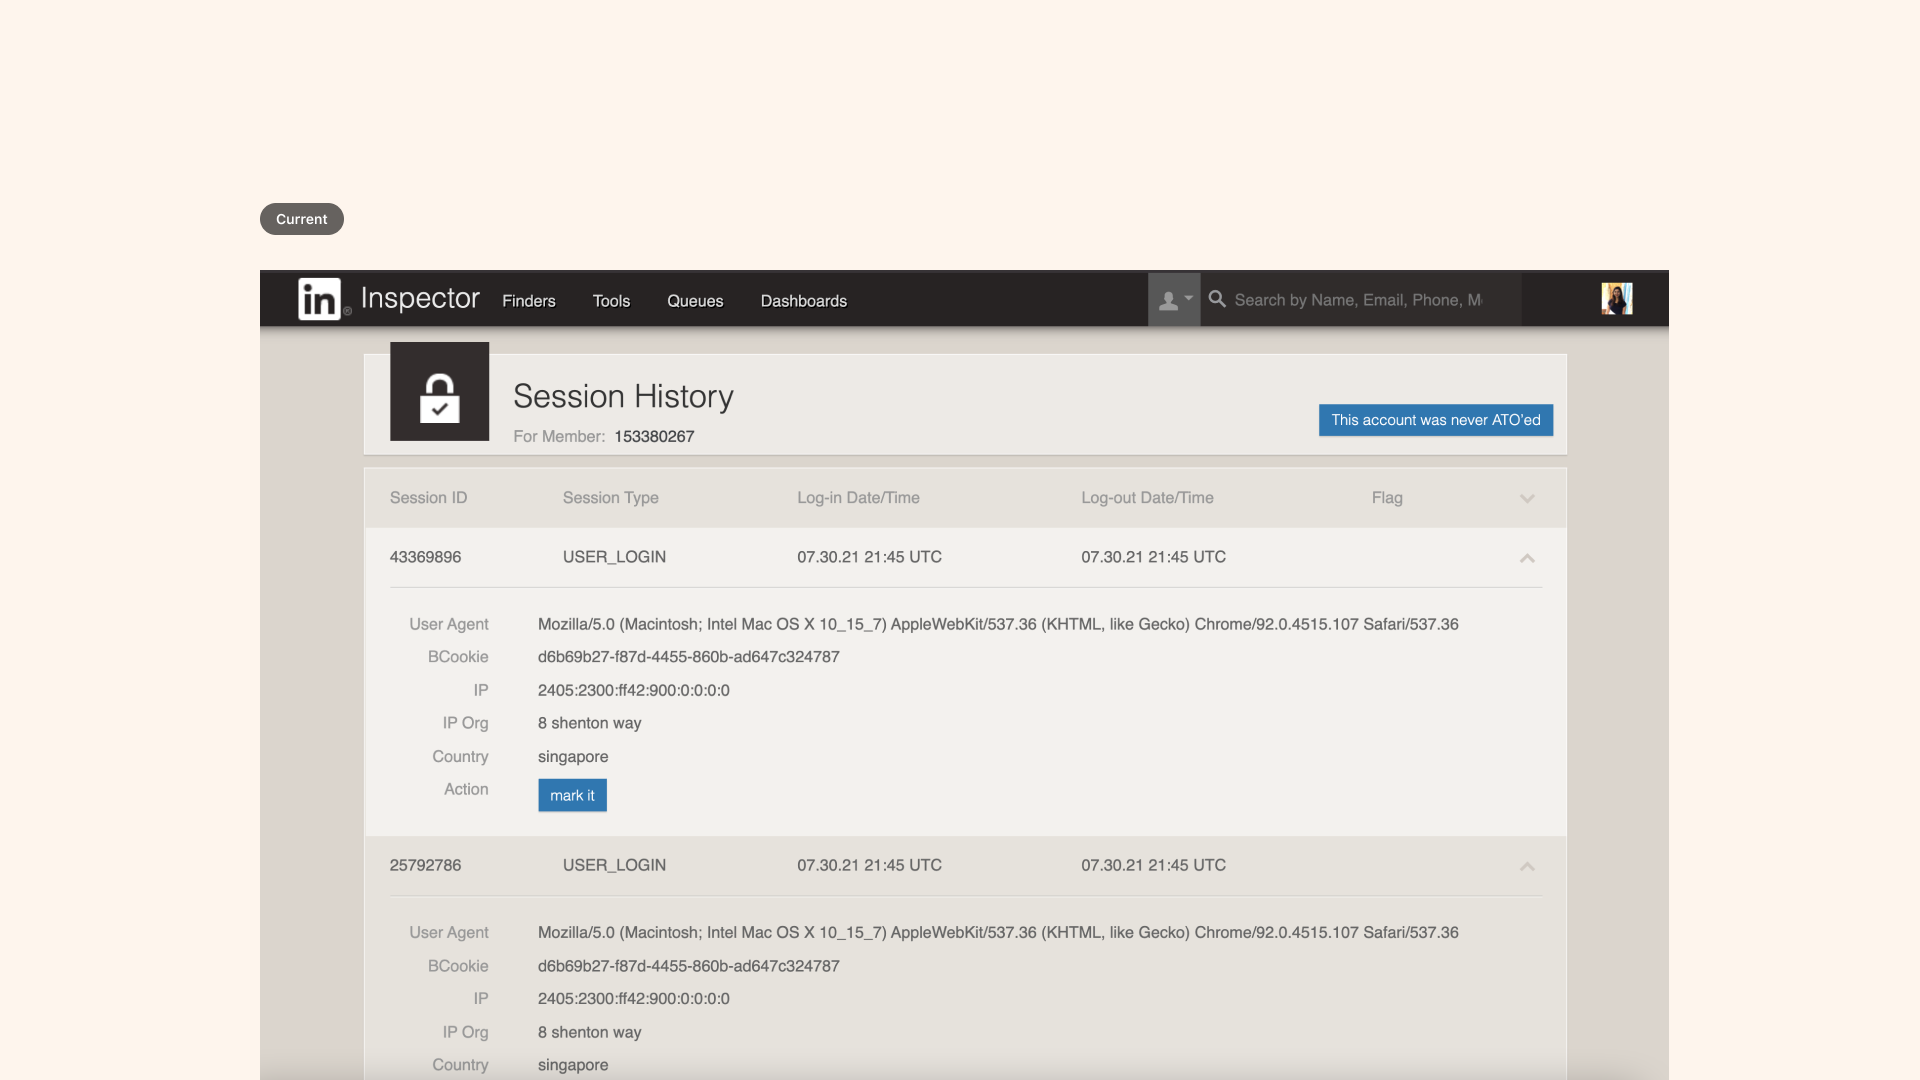 Current
in ® Inspector Finders Tools Queues Dashboards Search by Name, Email, Phone, M
Session History
For Member: 153380267
This account was never ATO'ed
Session ID Session Type Log-in Date/Time Log-out Date/Time Flag
43369896 USER_LOGIN 07.30.21 21:45 UTC 07.30.21 21:45 UTC
User Agent Mozilla/5.0 (Macintosh; Intel Mac OS X 10_15_7) AppleWebKit/537.36 (KHTML, like Gecko) Chrome/92.0.4515.107 Safari/537.36
BCookie d6b69b27-f87d-4455-860b-ad647c324787
IP 2405:2300:ff42:900:0:0:0:0
IP Org 8 shenton way
Country singapore
Action mark it
25792786 USER_LOGIN 07.30.21 21:45 UTC 07.30.21 21:45 UTC
User Agent Mozilla/5.0 (Macintosh; Intel Mac OS X 10_15_7) AppleWebKit/537.36 (KHTML, like Gecko) Chrome/92.0.4515.107 Safari/537.36
BCookie d6b69b27-f87d-4455-860b-ad647c324787
IP 2405:2300:ff42:900:0:0:0:0
IP Org 8 shenton way
Country singapore